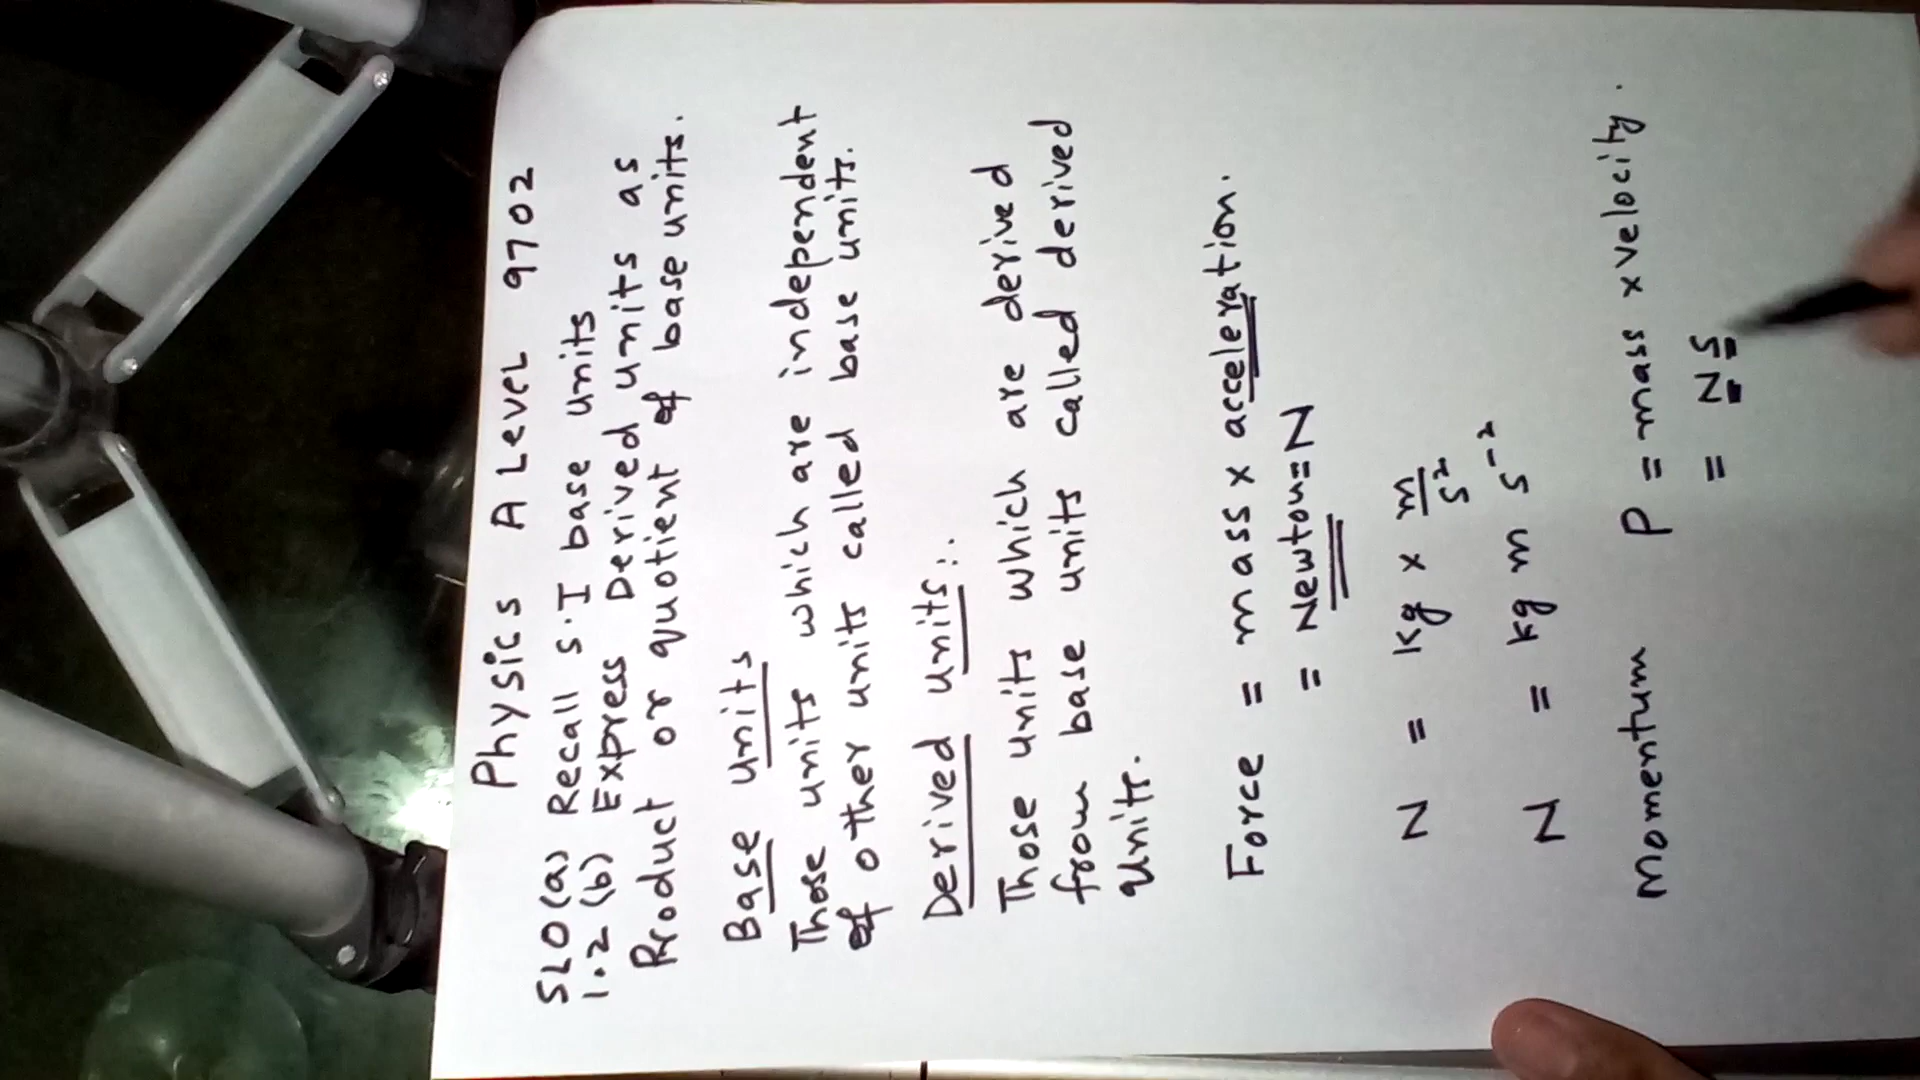 Physics A Level 9702
SLO(a) Recall S.I base units
1.2 (b) Express Derived units as
Product or quotient of base units.
Base units
Those units which are independent
of other units called base units.
Derived units:.
Those units which are derived
from base units called derived
units.
Force = mass x acceleration.
= Newton=N
N = kg x m/s²
N = kg m s⁻²
Momentum P = mass x velocity.
= N s